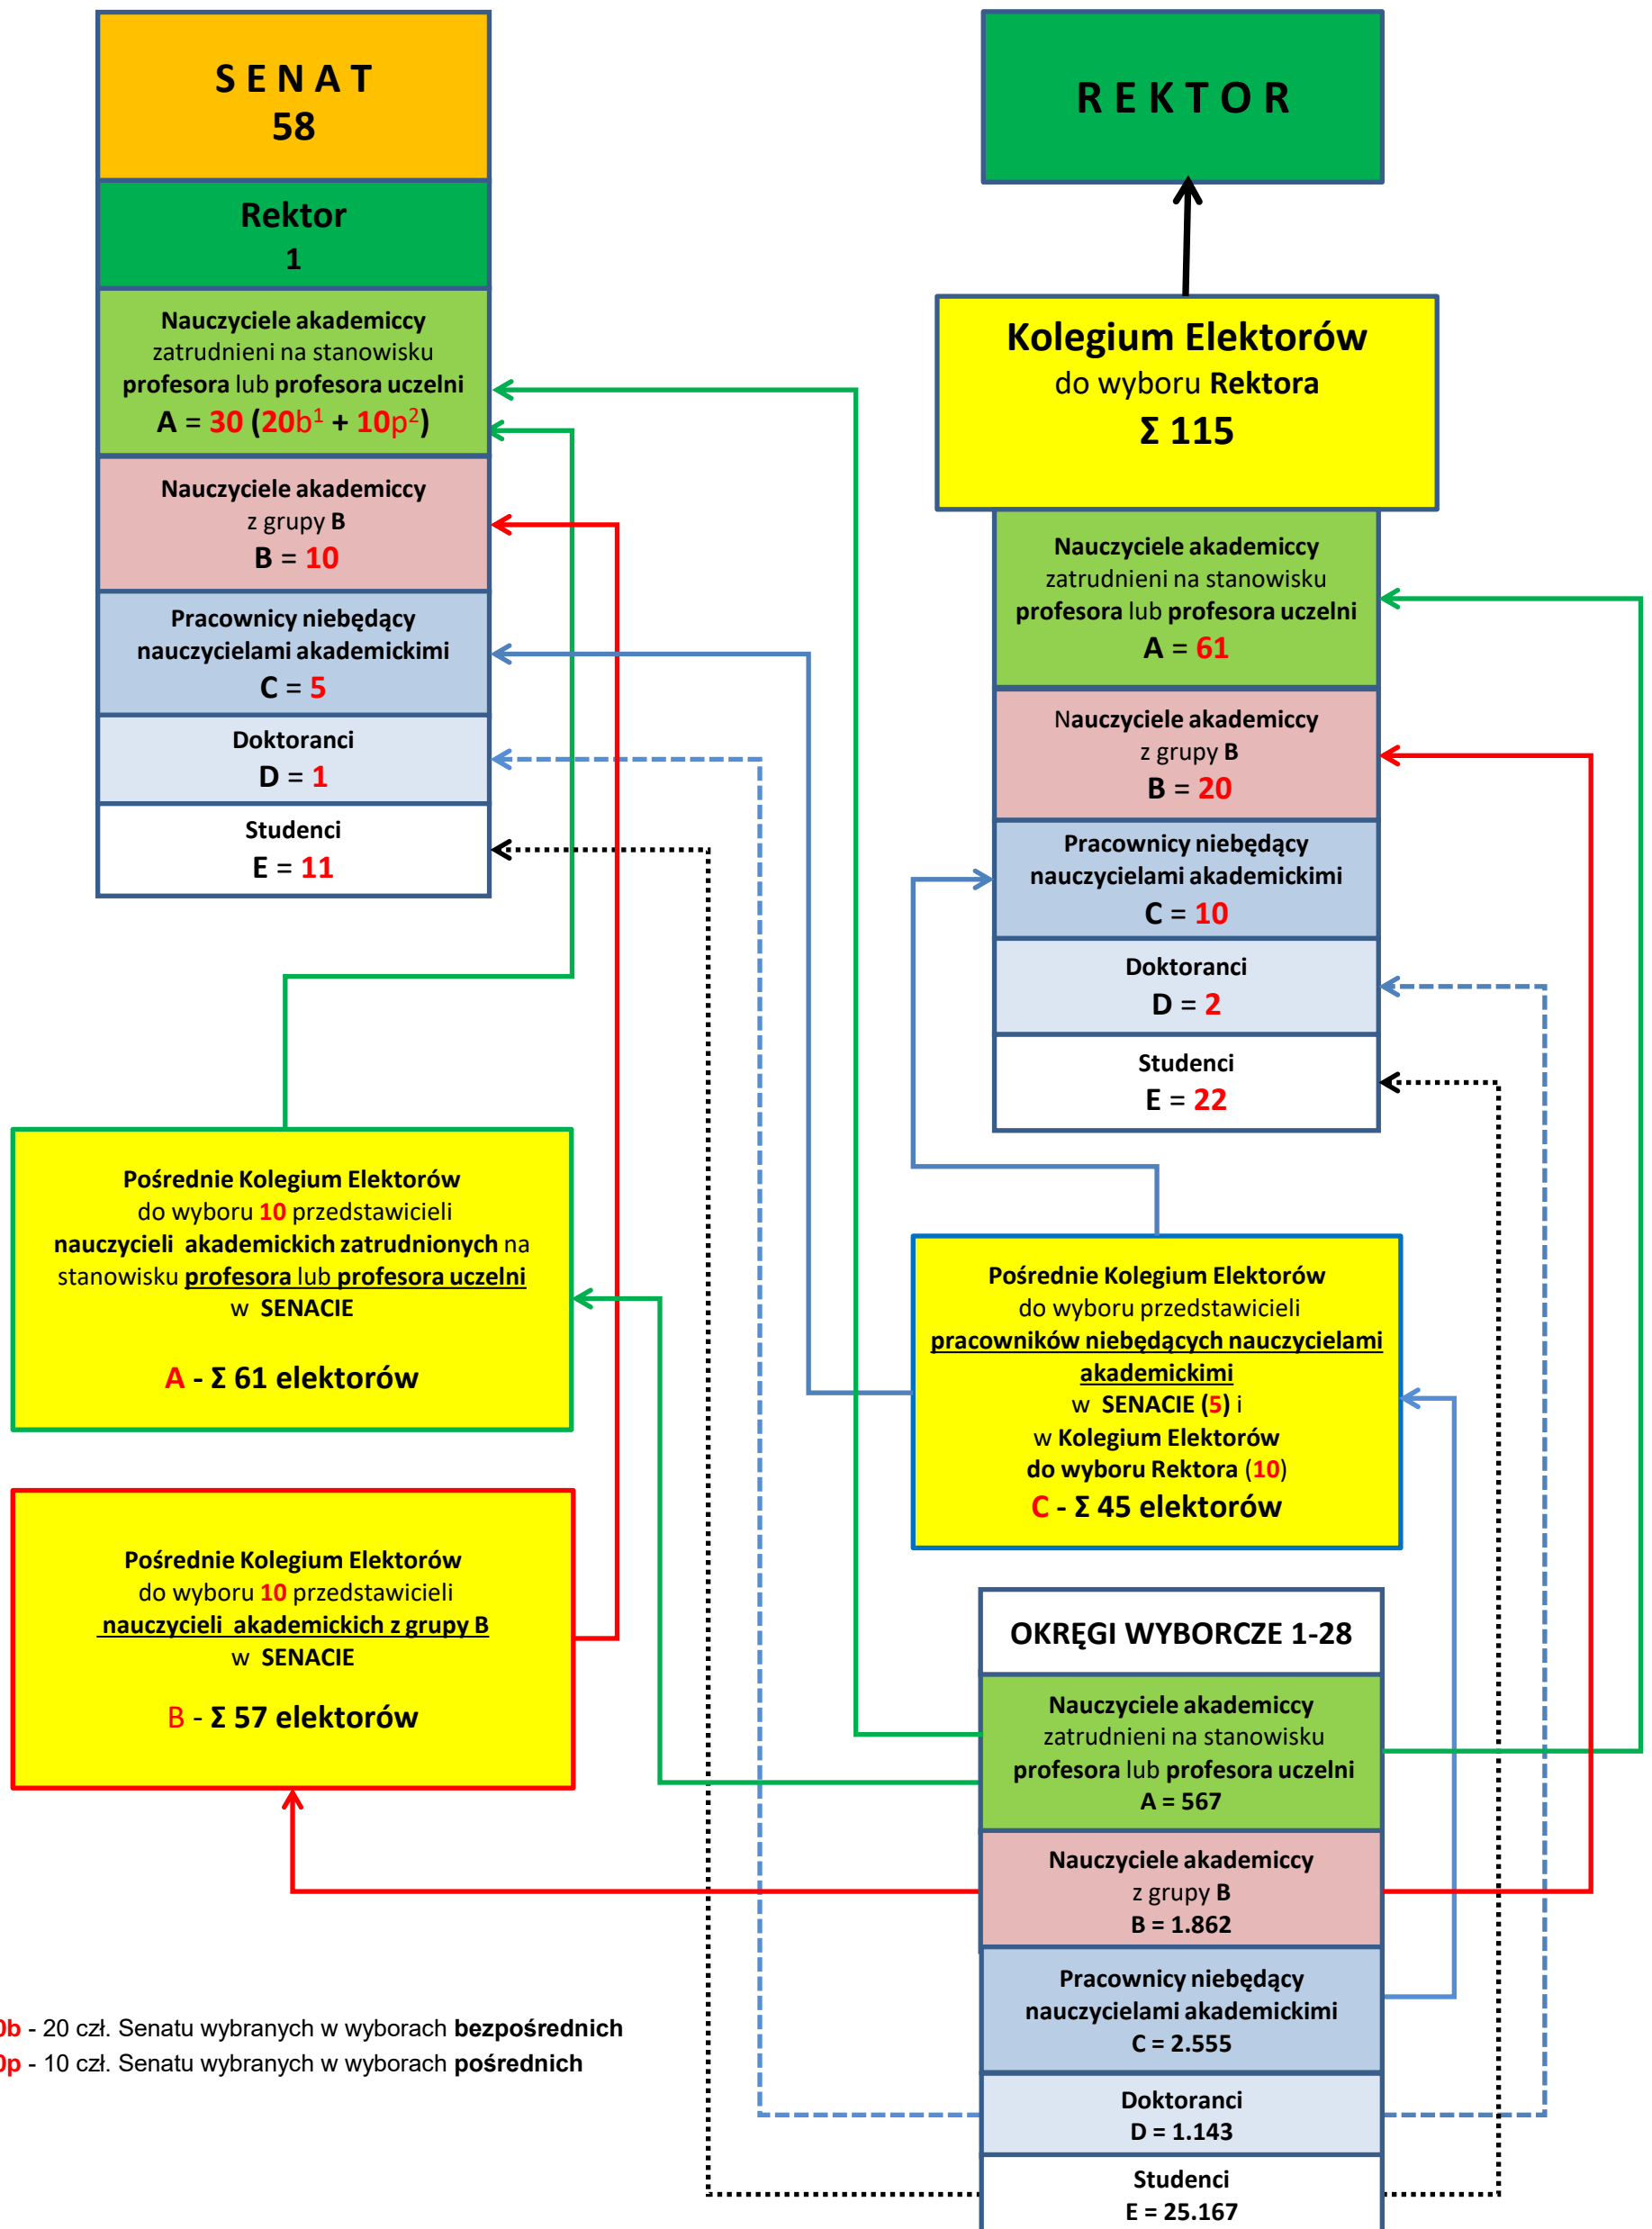 S E N A T
58
Rektor
1
Nauczyciele akademiccy
zatrudnieni na stanowisku
profesora lub profesora uczelni
A = 30 (20b¹ + 10p²)
Nauczyciele akademiccy
z grupy B
B = 10
Pracownicy niebędący
nauczycielami akademickimi
C = 5
Doktoranci
D = 1
Studenci
E = 11
R E K T O R
Kolegium Elektorów
do wyboru Rektora
Σ 115
Nauczyciele akademiccy
zatrudnieni na stanowisku
profesora lub profesora uczelni
A = 61
Nauczyciele akademiccy
z grupy B
B = 20
Pracownicy niebędący
nauczycielami akademickimi
C = 10
Doktoranci
D = 2
Studenci
E = 22
Pośrednie Kolegium Elektorów
do wyboru 10 przedstawicieli
nauczycieli akademickich zatrudnionych na
stanowisku profesora lub profesora uczelni
w SENACIE
A - Σ 61 elektorów
Pośrednie Kolegium Elektorów
do wyboru przedstawicieli
pracowników niebędących nauczycielami
akademickimi
w SENACIE (5) i
w Kolegium Elektorów
do wyboru Rektora (10)
C - Σ 45 elektorów
Pośrednie Kolegium Elektorów
do wyboru 10 przedstawicieli
nauczycieli akademickich z grupy B
w SENACIE
B - Σ 57 elektorów
OKRĘGI WYBORCZE 1-28
Nauczyciele akademiccy
zatrudnieni na stanowisku
profesora lub profesora uczelni
A = 567
Nauczyciele akademiccy
z grupy B
B = 1.862
Pracownicy niebędący
nauczycielami akademickimi
C = 2.555
Doktoranci
D = 1.143
Studenci
E = 25.167
0b - 20 czł. Senatu wybranych w wyborach bezpośrednich
0p - 10 czł. Senatu wybranych w wyborach pośrednich